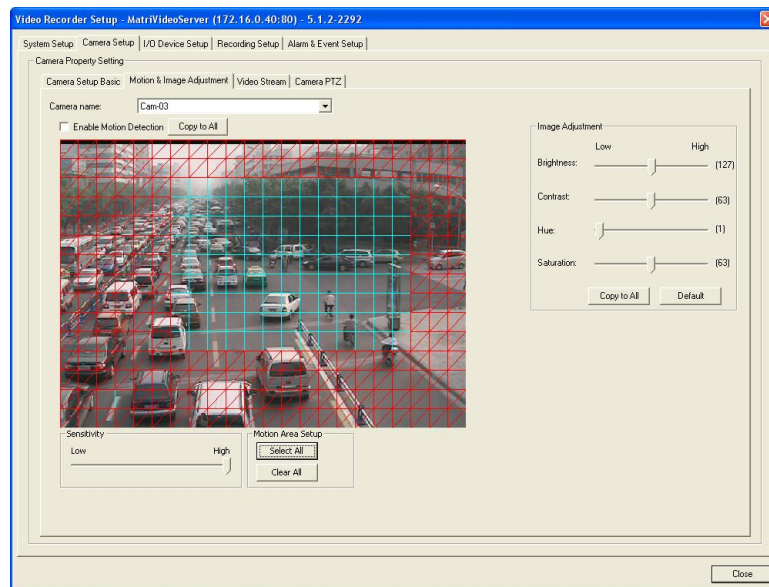 Video Recorder Setup - MatriVideoServer (172.16.0.40:80) - 5.1.2-2292
System Setup Camera Setup I/O Device Setup Recording Setup Alarm & Event Setup
Camera Property Setting
Camera Setup Basic Motion & Image Adjustment Video Stream Camera PTZ
Camera name: Cam-03
Enable Motion Detection Copy to All
Image Adjustment
Low High
Brightness: (127)
Contrast: (63)
Hue: (1)
Saturation: (63)
Copy to All Default
Sensitivity
Low High
Motion Area Setup
Select All
Clear All
Close